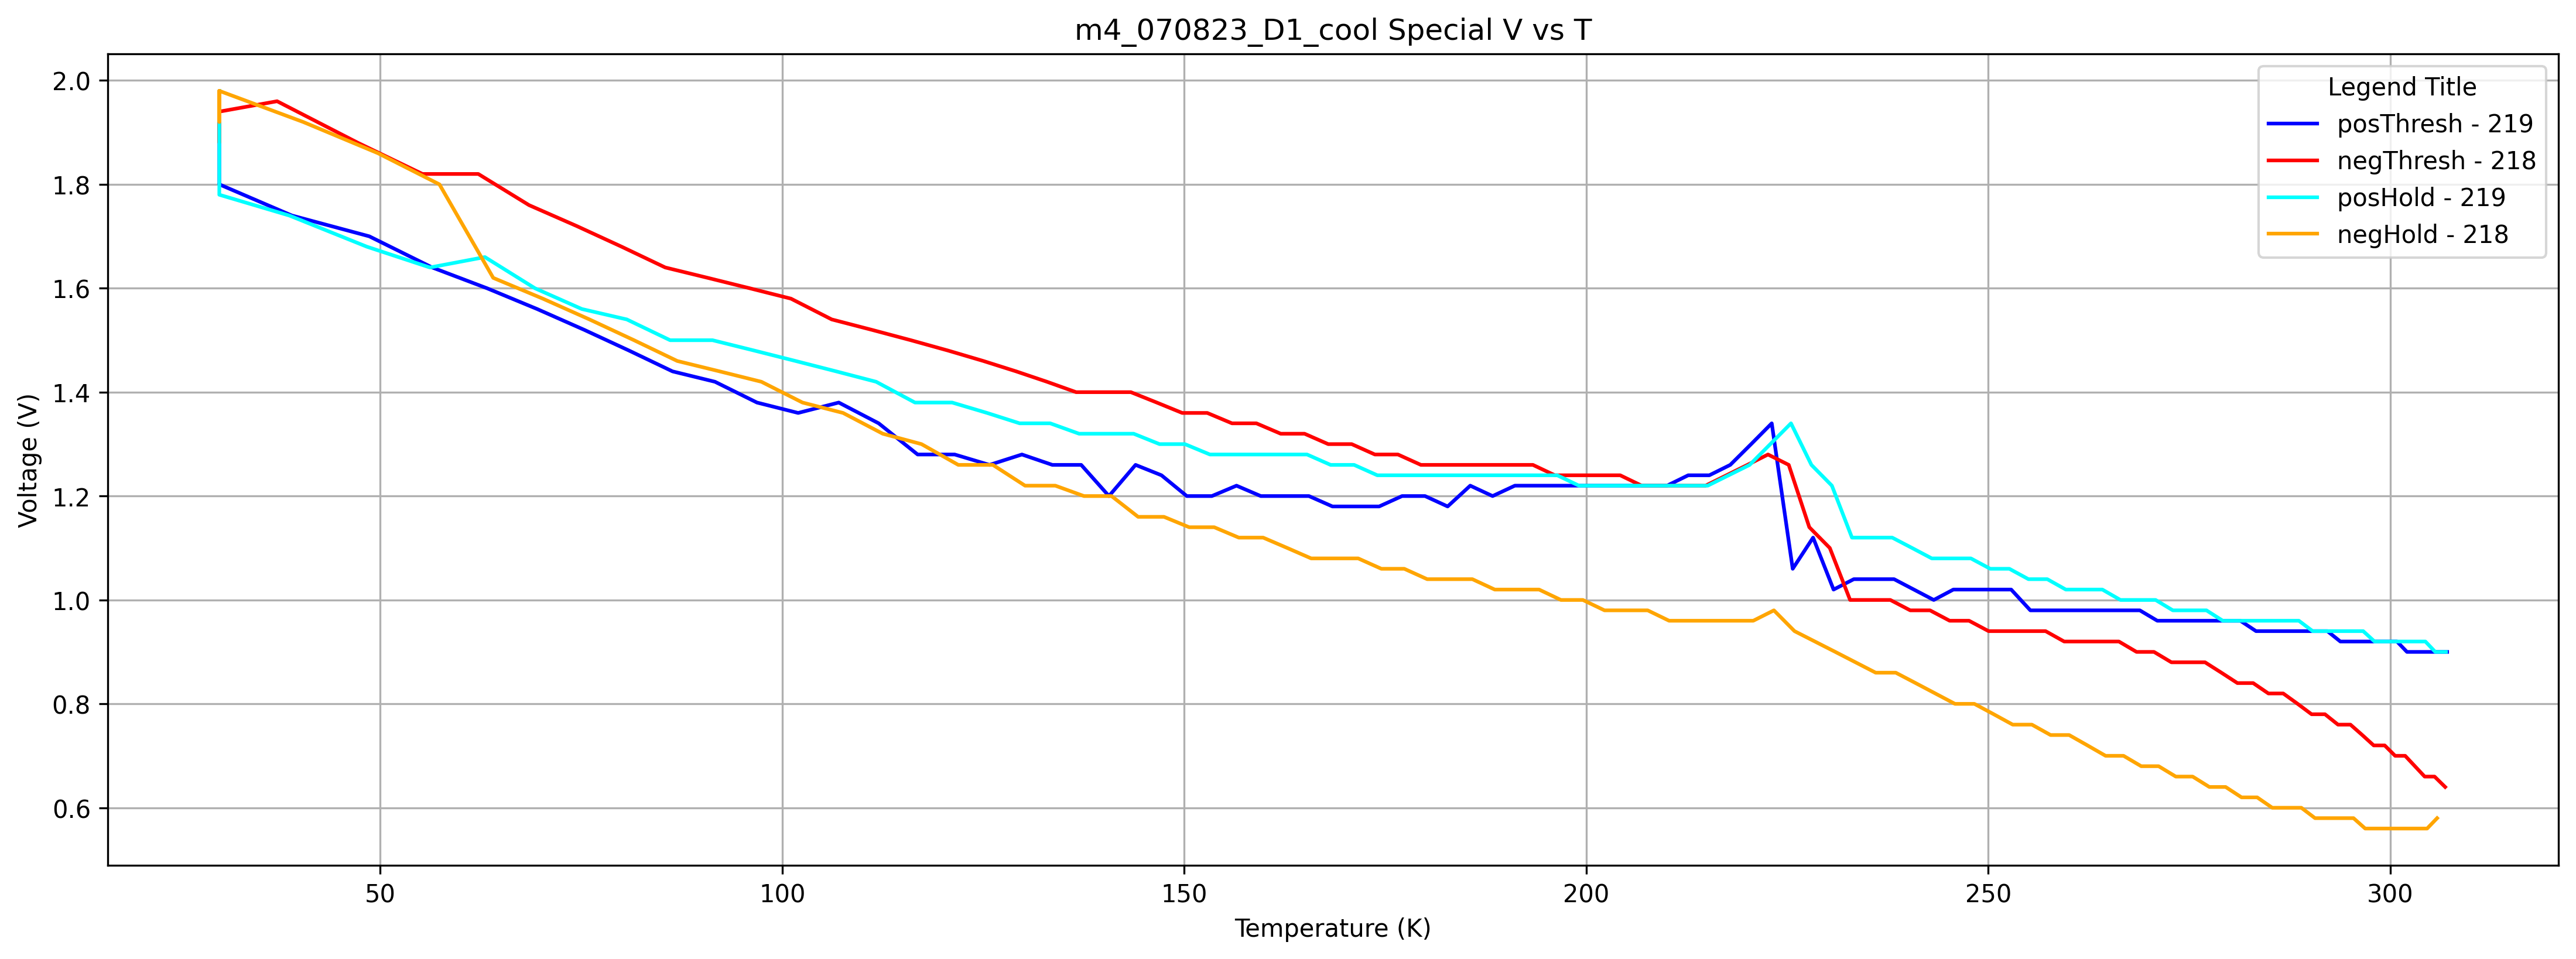 m4_070823_D1_cool Special V vs T
Legend Title
posThresh - 219
negThresh - 218
posHold - 219
negHold - 218
Voltage (V)
2.0
1.8
1.6
1.4
1.2
1.0
0.8
0.6
50 100 150 200 250 300
Temperature (K)